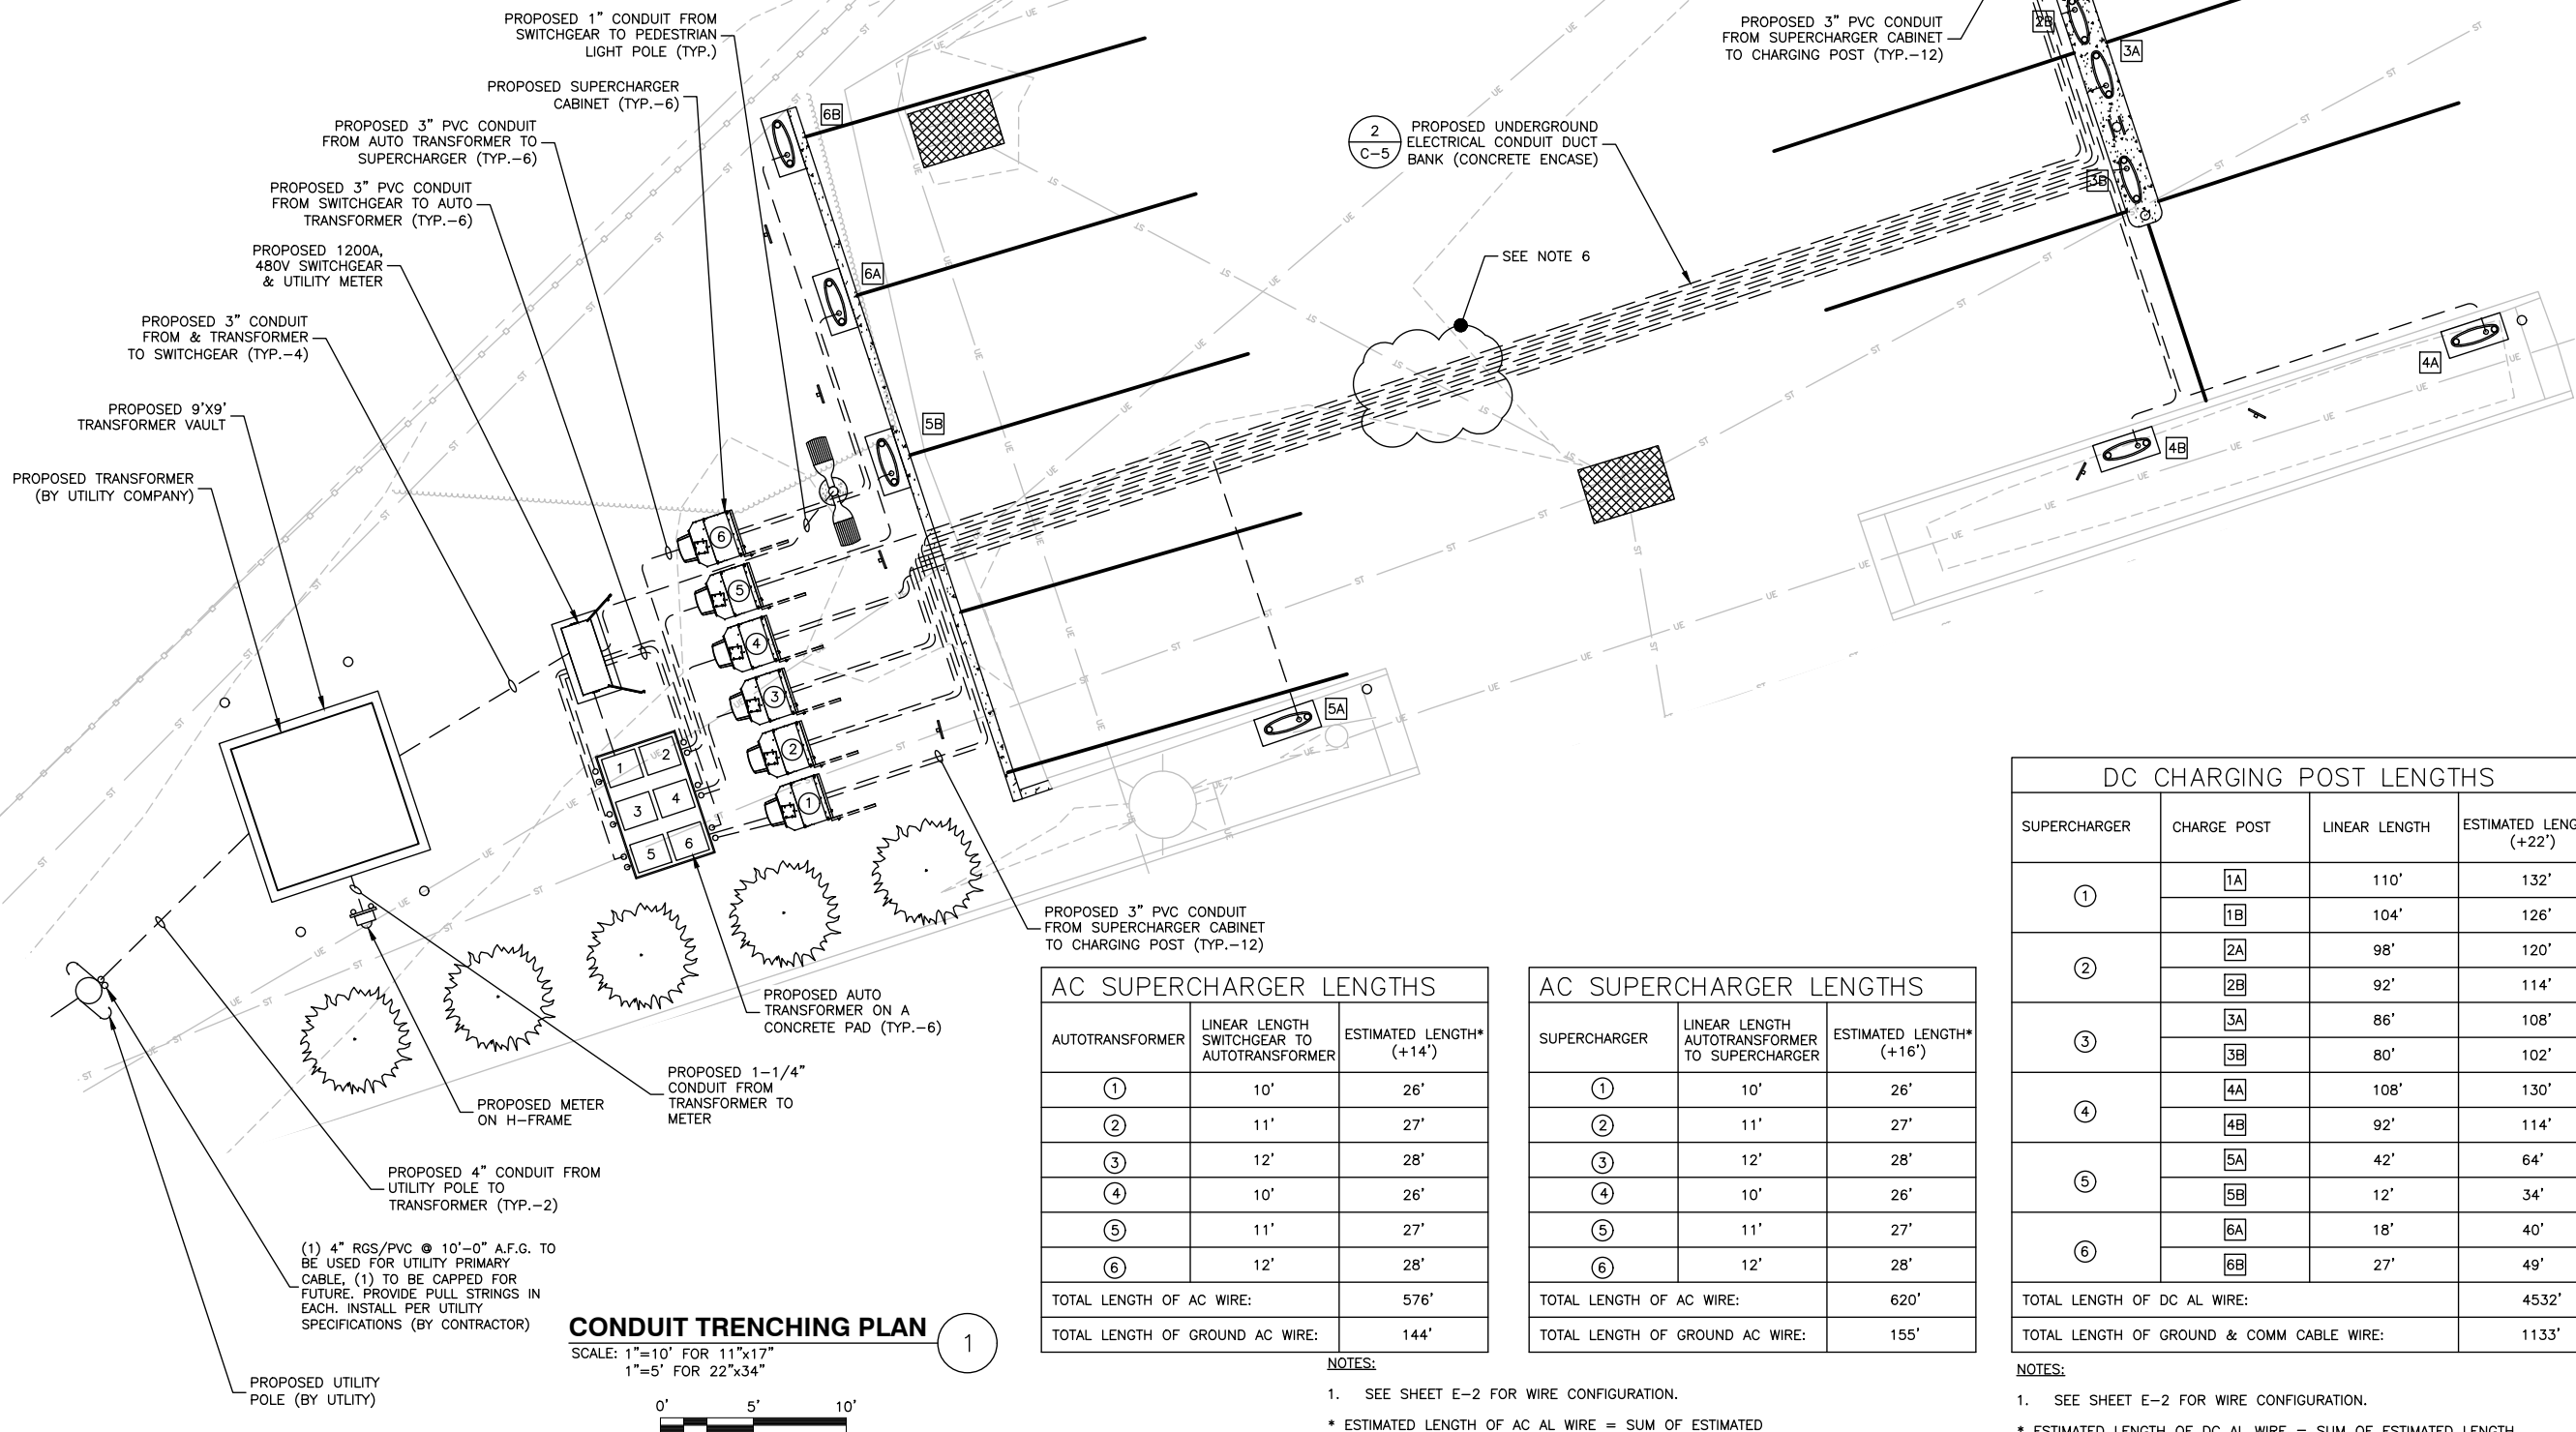 PROPOSED 1" CONDUIT FROM
SWITCHGEAR TO PEDESTRIAN
LIGHT POLE (TYP.)
PROPOSED SUPERCHARGER
CABINET (TYP.-6)
PROPOSED 3" PVC CONDUIT
FROM AUTO TRANSFORMER TO
SUPERCHARGER (TYP.-6)
PROPOSED 3" PVC CONDUIT
FROM SWITCHGEAR TO AUTO
TRANSFORMER (TYP.-6)
PROPOSED 1200A,
480V SWITCHGEAR
& UTILITY METER
PROPOSED 3" CONDUIT
FROM & TRANSFORMER
TO SWITCHGEAR (TYP.-4)
PROPOSED 9'X9'
TRANSFORMER VAULT
PROPOSED TRANSFORMER
(BY UTILITY COMPANY)
PROPOSED 3" PVC CONDUIT
FROM SUPERCHARGER CABINET
TO CHARGING POST (TYP.-12)
2
C-5
PROPOSED UNDERGROUND
ELECTRICAL CONDUIT DUCT
BANK (CONCRETE ENCASE)
SEE NOTE 6
2B
3A
3B
4A
4B
6B
6A
5B
5A
6
5
4
3
2
1
1 2
3 4
5 6
PROPOSED 3" PVC CONDUIT
FROM SUPERCHARGER CABINET
TO CHARGING POST (TYP.-12)
PROPOSED AUTO
TRANSFORMER ON A
CONCRETE PAD (TYP.-6)
PROPOSED 1-1/4"
CONDUIT FROM
TRANSFORMER TO
METER
PROPOSED METER
ON H-FRAME
PROPOSED 4" CONDUIT FROM
UTILITY POLE TO
TRANSFORMER (TYP.-2)
(1) 4" RGS/PVC @ 10'-0" A.F.G. TO
BE USED FOR UTILITY PRIMARY
CABLE, (1) TO BE CAPPED FOR
FUTURE. PROVIDE PULL STRINGS IN
EACH. INSTALL PER UTILITY
SPECIFICATIONS (BY CONTRACTOR)
PROPOSED UTILITY
POLE (BY UTLITY)
CONDUIT TRENCHING PLAN 1
SCALE: 1"=10' FOR 11"x17"
1"=5' FOR 22"x34"
0' 5' 10'
AC SUPERCHARGER LENGTHS
AUTOTRANSFORMER LINEAR LENGTH SWITCHGEAR TO AUTOTRANSFORMER ESTIMATED LENGTH* (+14')
1 10' 26'
2 11' 27'
3 12' 28'
4 10' 26'
5 11' 27'
6 12' 28'
TOTAL LENGTH OF AC WIRE: 576'
TOTAL LENGTH OF GROUND AC WIRE: 144'
AC SUPERCHARGER LENGTHS
SUPERCHARGER LINEAR LENGTH AUTOTRANSFORMER TO SUPERCHARGER ESTIMATED LENGTH* (+16')
1 10' 26'
2 11' 27'
3 12' 28'
4 10' 26'
5 11' 27'
6 12' 28'
TOTAL LENGTH OF AC WIRE: 620'
TOTAL LENGTH OF GROUND AC WIRE: 155'
NOTES:
1. SEE SHEET E-2 FOR WIRE CONFIGURATION.
* ESTIMATED LENGTH OF AC AL WIRE = SUM OF ESTIMATED
DC CHARGING POST LENGTHS
SUPERCHARGER CHARGE POST LINEAR LENGTH ESTIMATED LENG (+22')
1 1A 110' 132'
1B 104' 126'
2 2A 98' 120'
2B 92' 114'
3 3A 86' 108'
3B 80' 102'
4 4A 108' 130'
4B 92' 114'
5 5A 42' 64'
5B 12' 34'
6 6A 18' 40'
6B 27' 49'
TOTAL LENGTH OF DC AL WIRE: 4532'
TOTAL LENGTH OF GROUND & COMM CABLE WIRE: 1133'
NOTES:
1. SEE SHEET E-2 FOR WIRE CONFIGURATION.
* ESTIMATED LENGTH OF DC AL WIRE = SUM OF ESTIMATED LENGTH